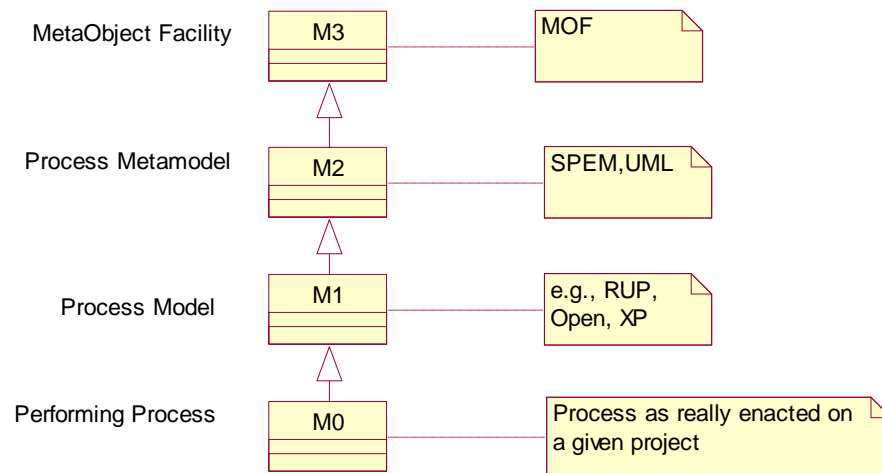 MetaObject Facility
M3
MOF
Process Metamodel
M2
SPEM,UML
Process Model
M1
e.g., RUP,
Open, XP
Performing Process
M0
Process as really enacted on
a given project